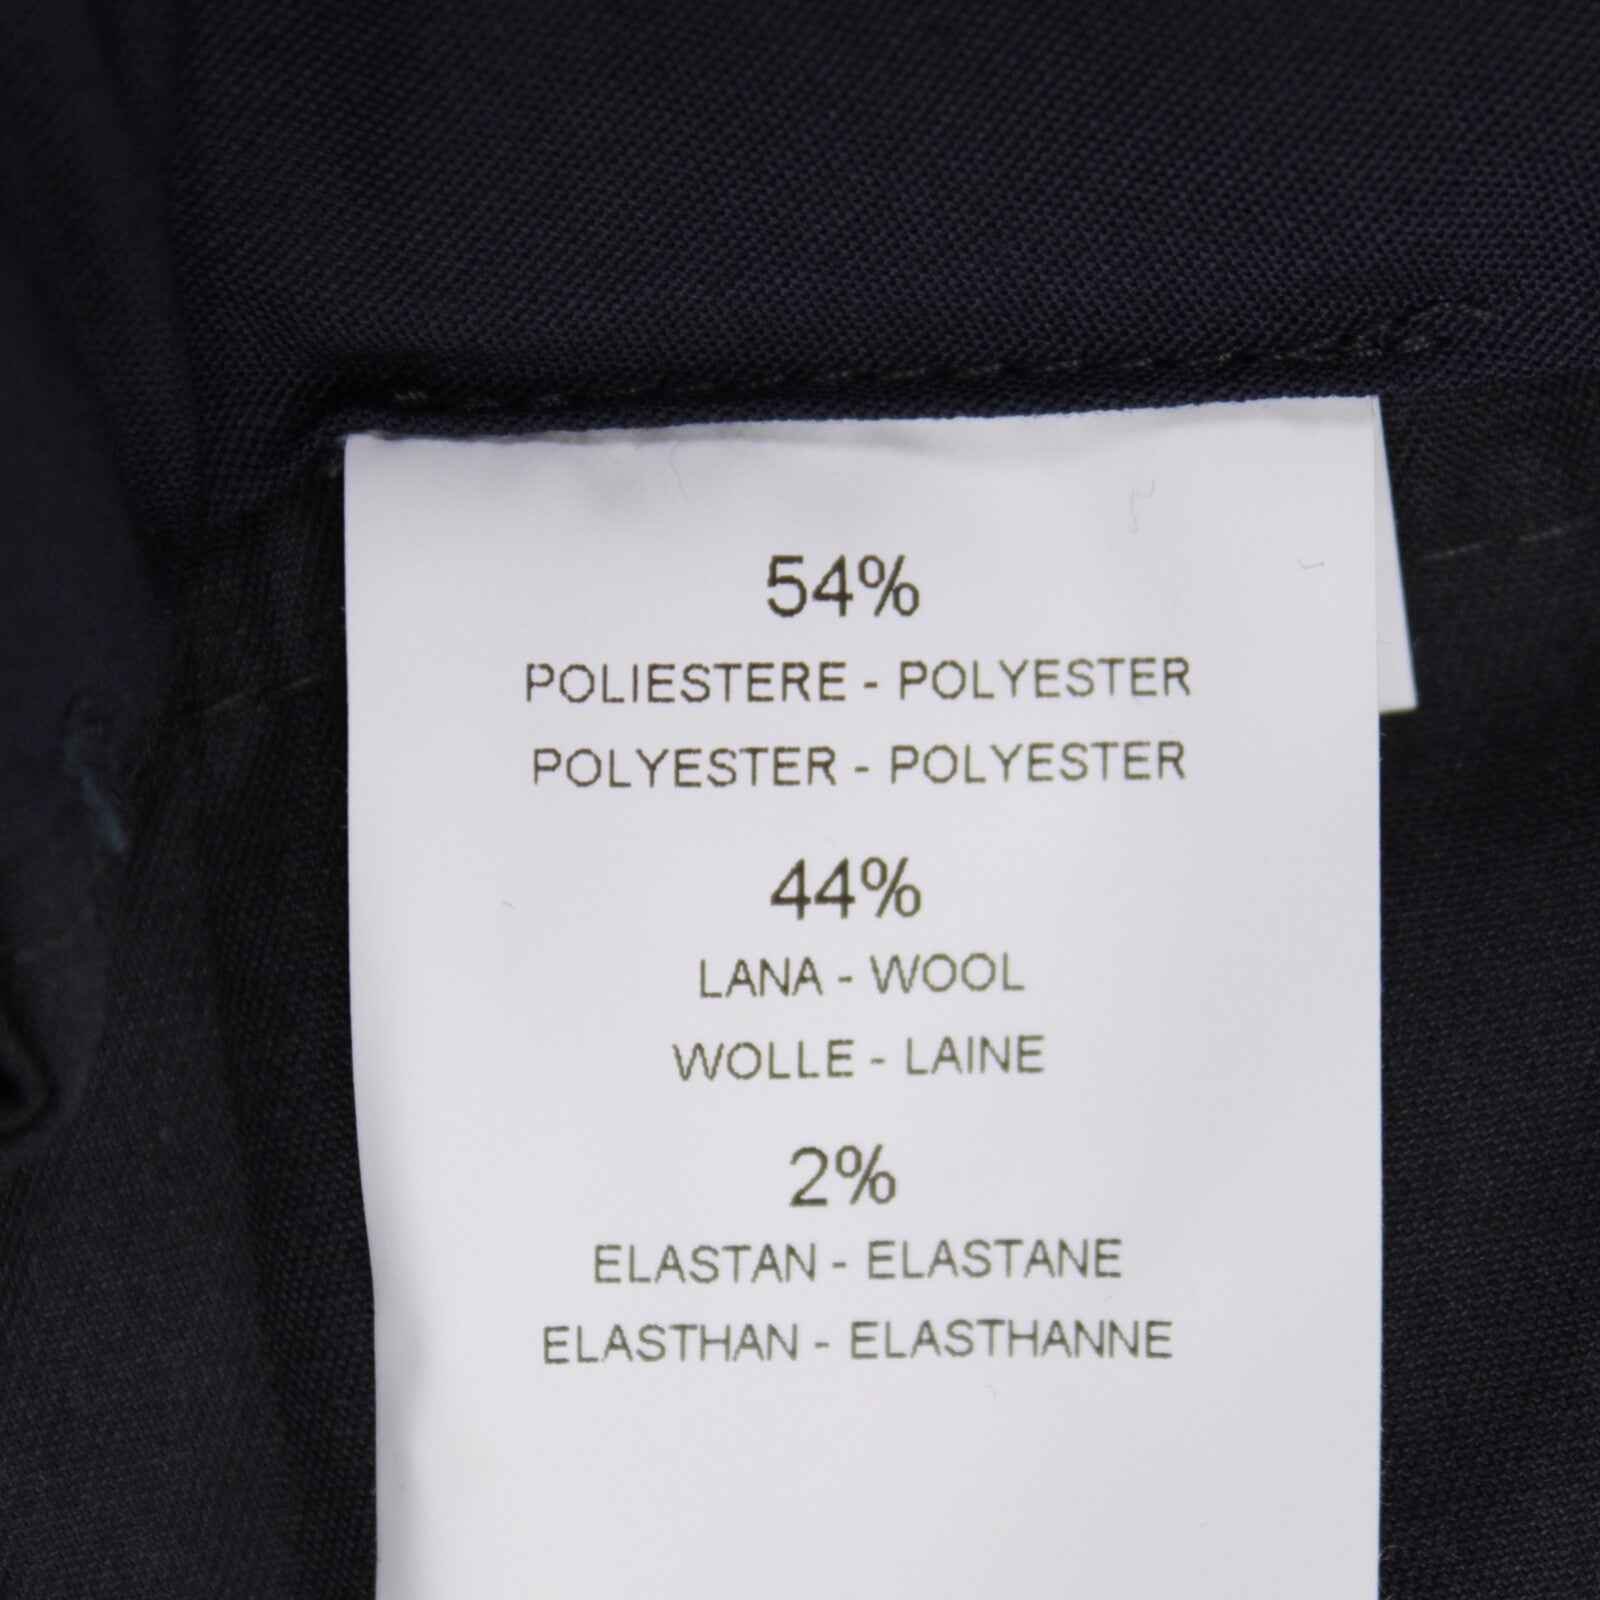 54%
POLIESTERE - POLYESTER
POLYESTER - POLYESTER
44%
LANA - WOOL
WOLLE - LAINE
2%
ELASTAN - ELASTANE
ELASTHAN - ELASTHANNE